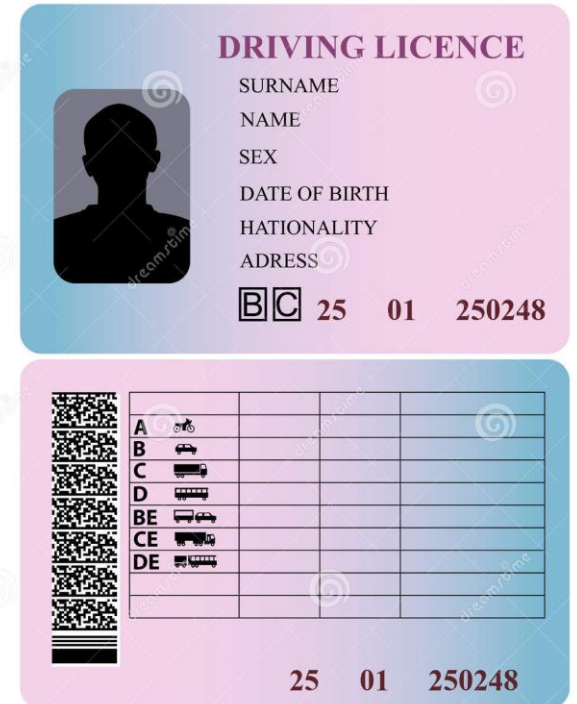 DRIVING LICENCE
SURNAME
NAME
SEX
DATE OF BIRTH
HATIONALITY
ADRESS
B C 25 01 250248
A
B
C
D
BE
CE
DE
25 01 250248
dreamstime